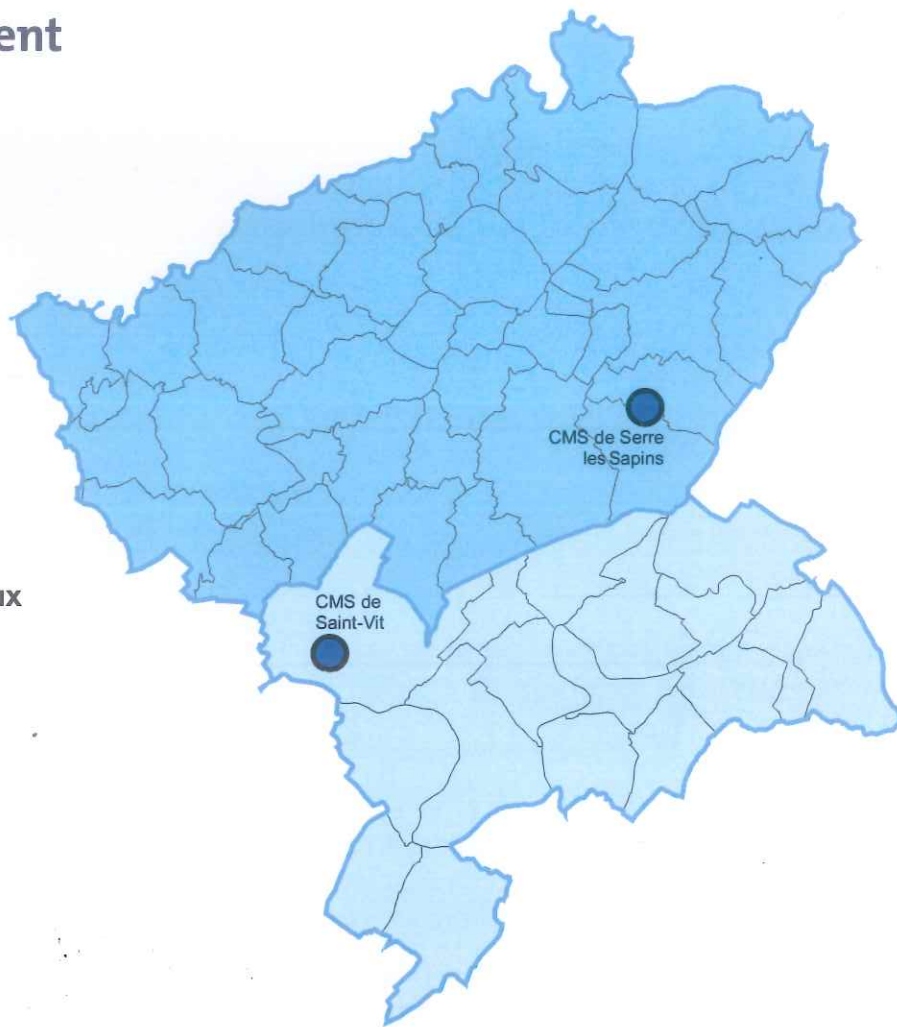 ent
CMS de Serre
les Sapins
ux
CMS de
Saint-Vit